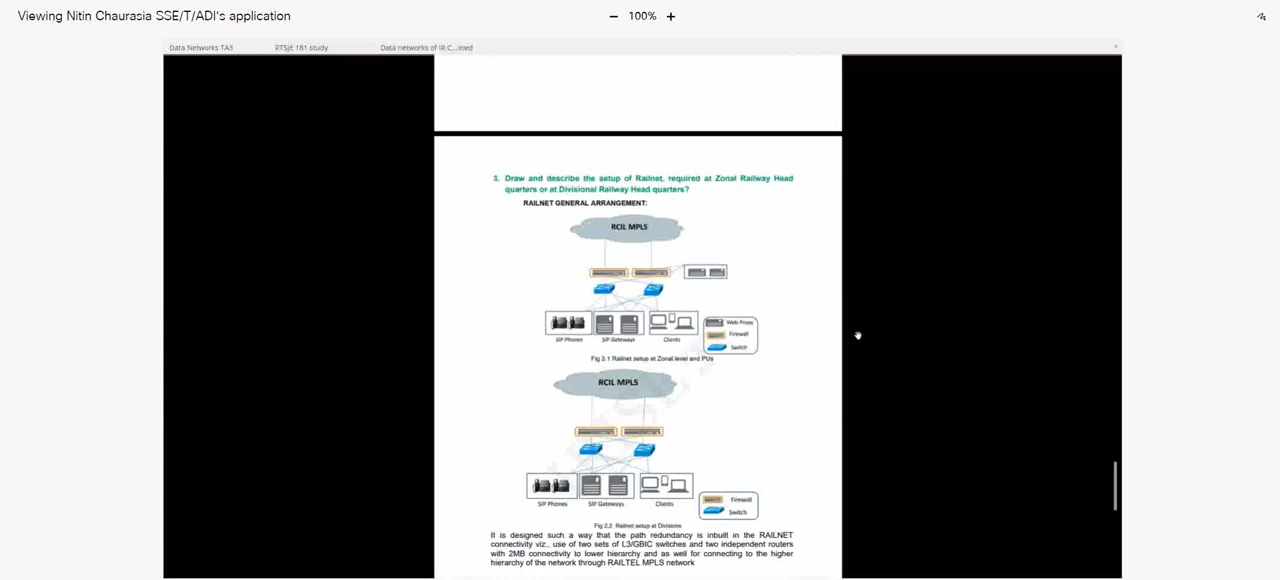 Viewing Nitin Chaurasia SSE/T/ADI's application
− 100% +
Data Networks TA3 RTSJE 181 study Data networks of IR C...ined
3. Draw and describe the setup of Railnet, required at Zonal Railway Head
quarters or at Divisional Railway Head quarters?
RAILNET GENERAL ARRANGEMENT:
RCIL MPLS
SIP Phones SIP Gateways Clients
Web Proxy
Firewall
Switch
Fig 2.1 Railnet setup at Zonal level and PUs
RCIL MPLS
SIP Phones SIP Gateways Clients
Firewall
Switch
Fig 2.2. Railnet setup at Divisions
It is designed such a way that the path redundancy is inbuilt in the RAILNET
connectivity viz., use of two sets of L3/GBIC switches and two independent routers
with 2MB connectivity to lower hierarchy and as well for connecting to the higher
hierarchy of the network through RAILTEL MPLS network